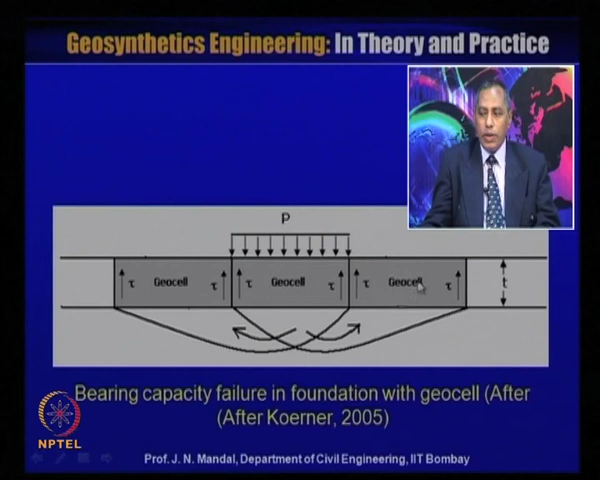 Geosynthetics Engineering: In Theory and Practice
P
τ Geocell τ
τ Geocell τ
τ Geocell τ
t
Bearing capacity failure in foundation with geocell (After
(After Koerner, 2005)
NPTEL
Prof. J. N. Mandal, Department of Civil Engineering, IIT Bombay